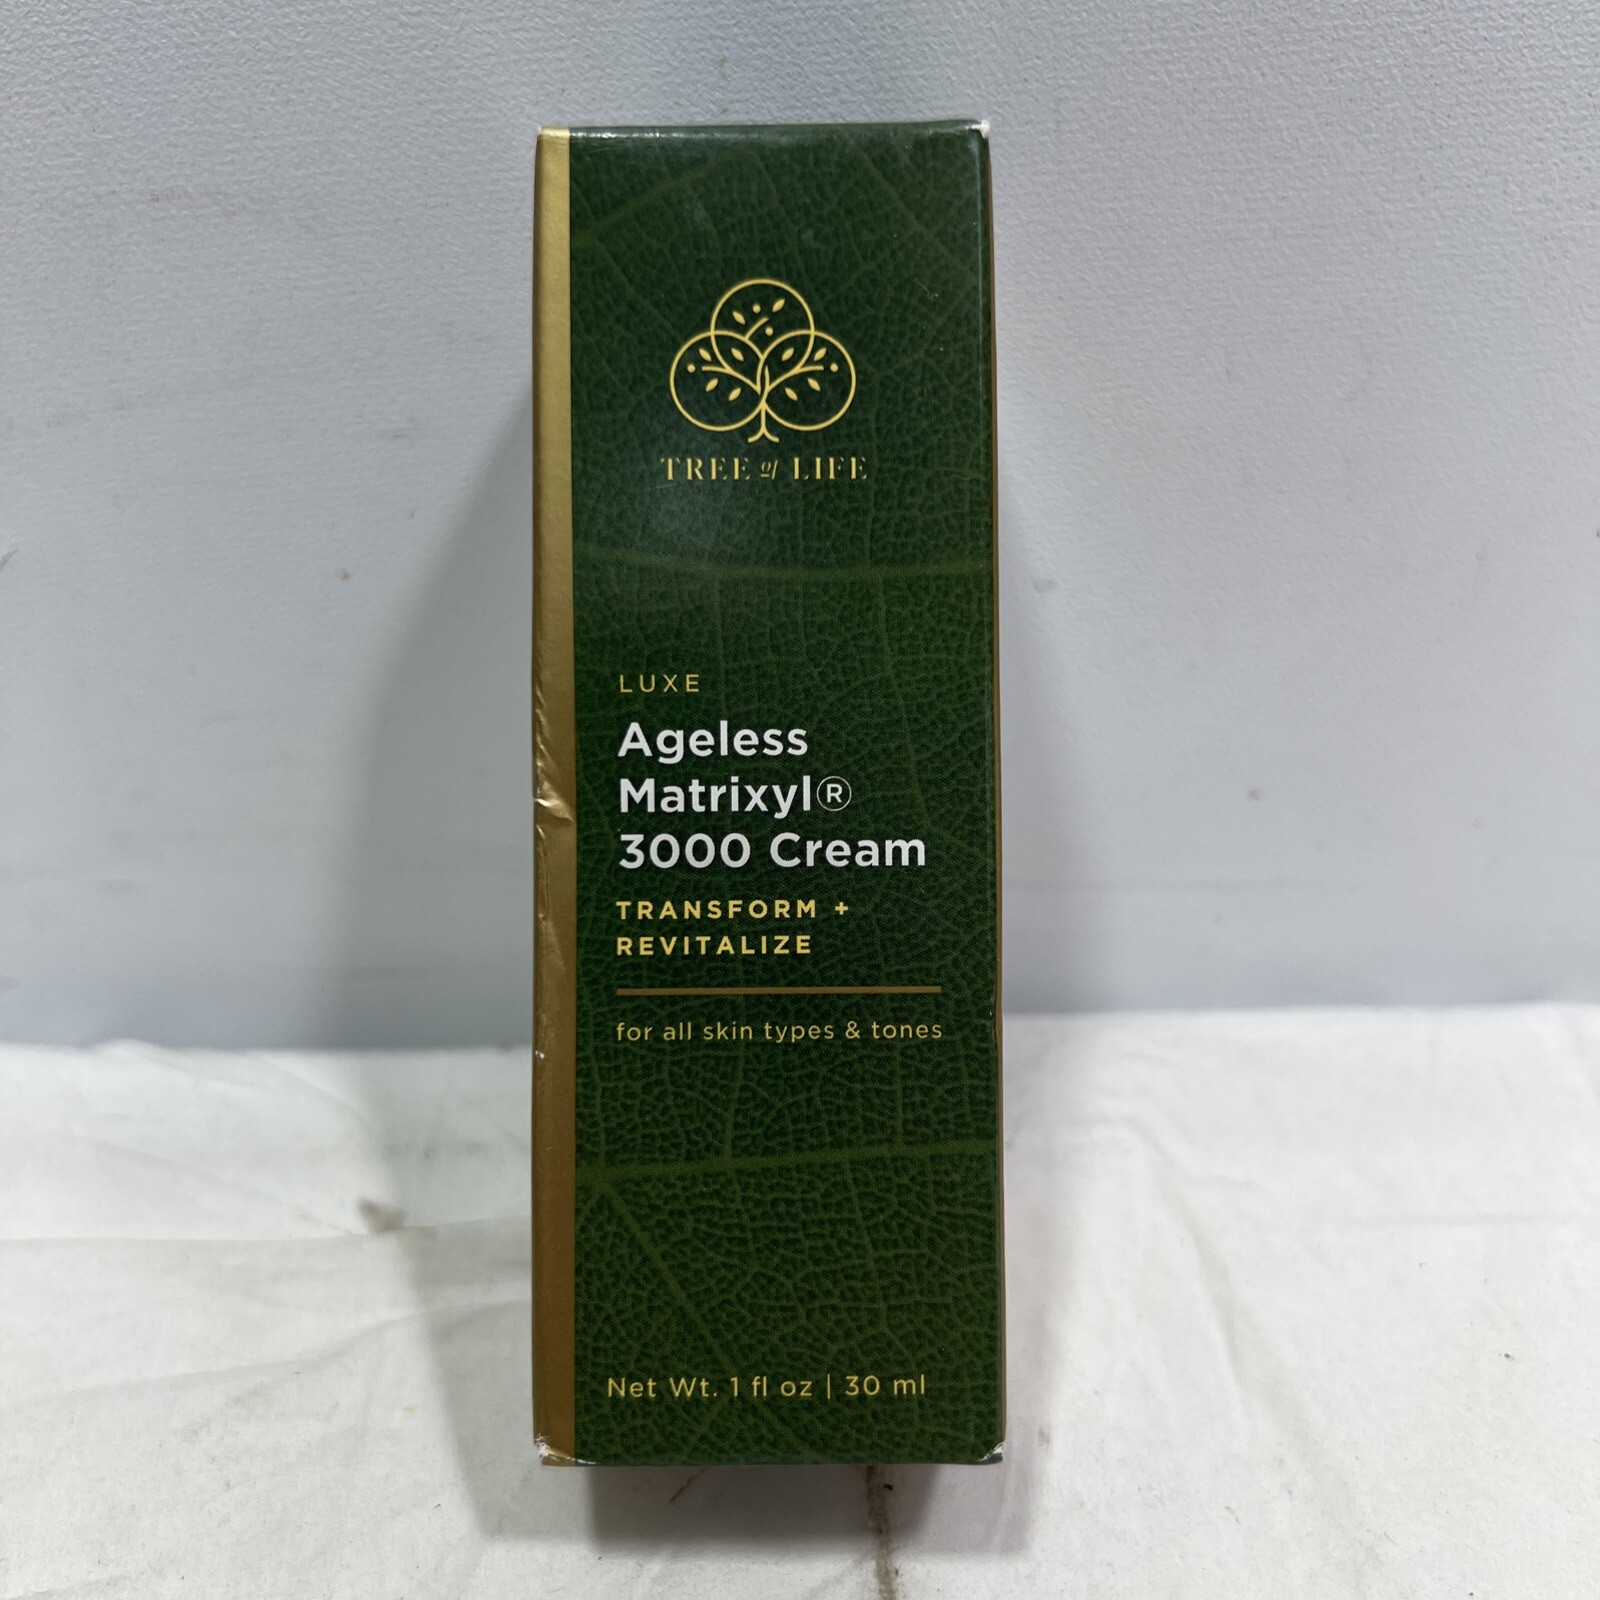 TREE of LIFE
LUXE
Ageless
Matrixyl®
3000 Cream
TRANSFORM +
REVITALIZE
for all skin types & tones
Net Wt. 1 fl oz | 30 ml